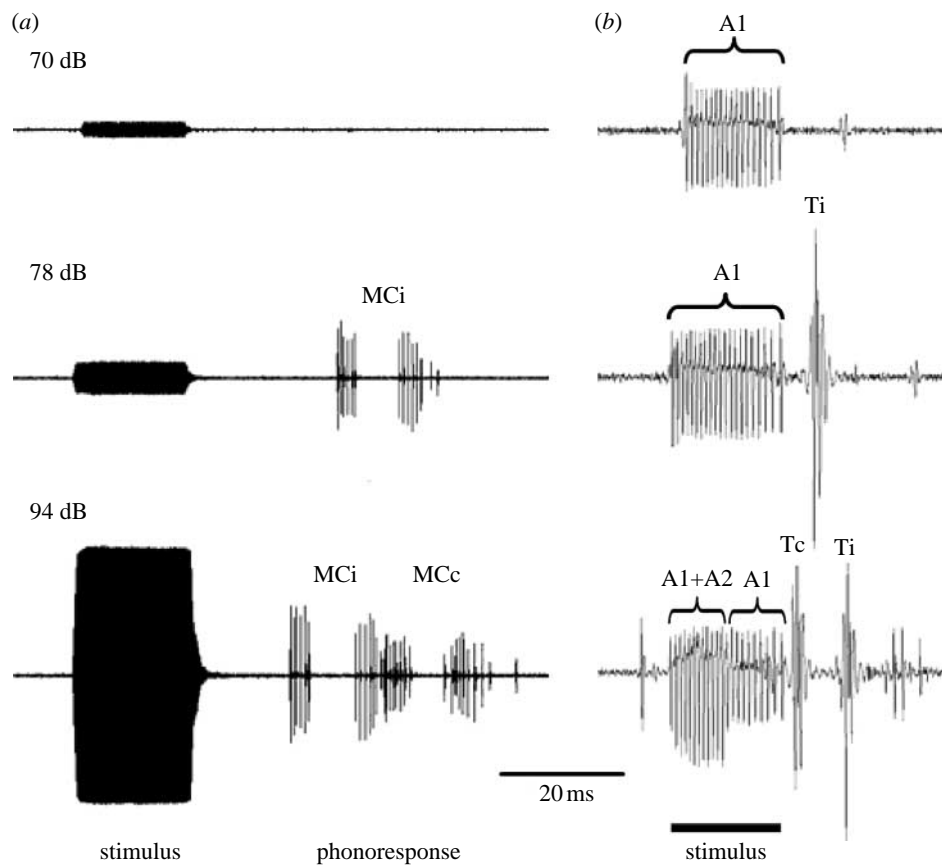 (a)
70 dB
78 dB
MCi
94 dB
MCi MCc
20 ms
stimulus phonoresponse
(b)
A1
Ti
A1
Tc Ti
A1+A2 A1
stimulus